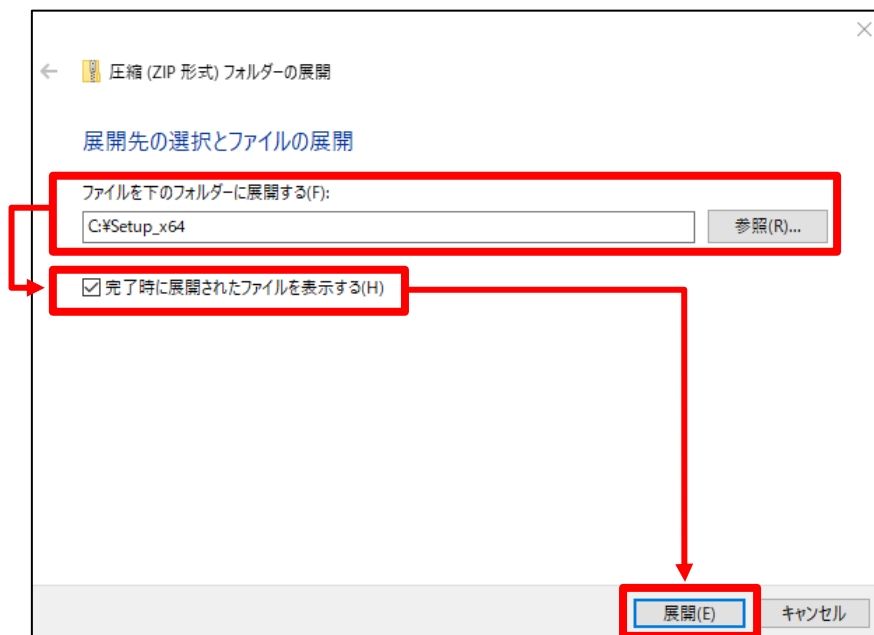 圧縮 (ZIP 形式) フォルダーの展開
展開先の選択とファイルの展開
ファイルを下のフォルダーに展開する(F):
C:¥Setup_x64
参照(R)...
完了時に展開されたファイルを表示する(H)
展開(E)
キャンセル